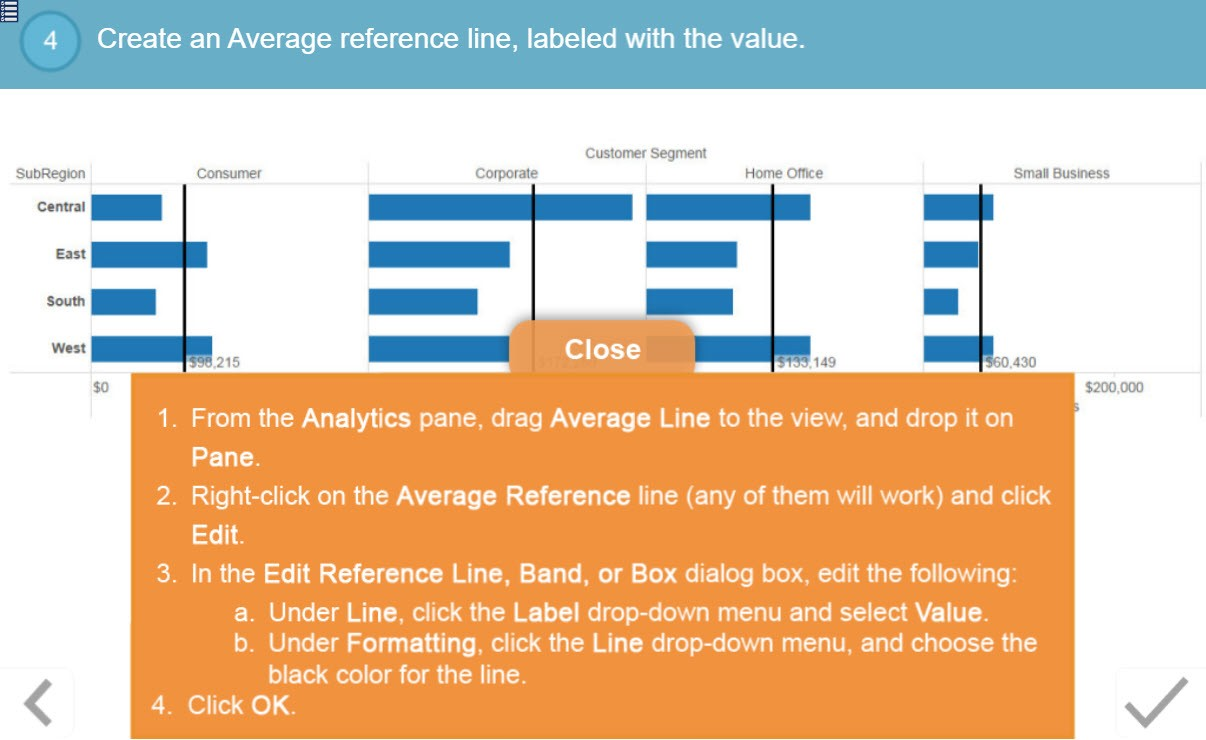 4
Create an Average reference line, labeled with the value.
Customer Segment
SubRegion Consumer Corporate Home Office Small Business
Central
East
South
West
$98,215 $133,149 $60,430
Close
$0 $200,000
1. From the Analytics pane, drag Average Line to the view, and drop it on
Pane.
2. Right-click on the Average Reference line (any of them will work) and click
Edit.
3. In the Edit Reference Line, Band, or Box dialog box, edit the following:
a. Under Line, click the Label drop-down menu and select Value.
b. Under Formatting, click the Line drop-down menu, and choose the
black color for the line.
4. Click OK.